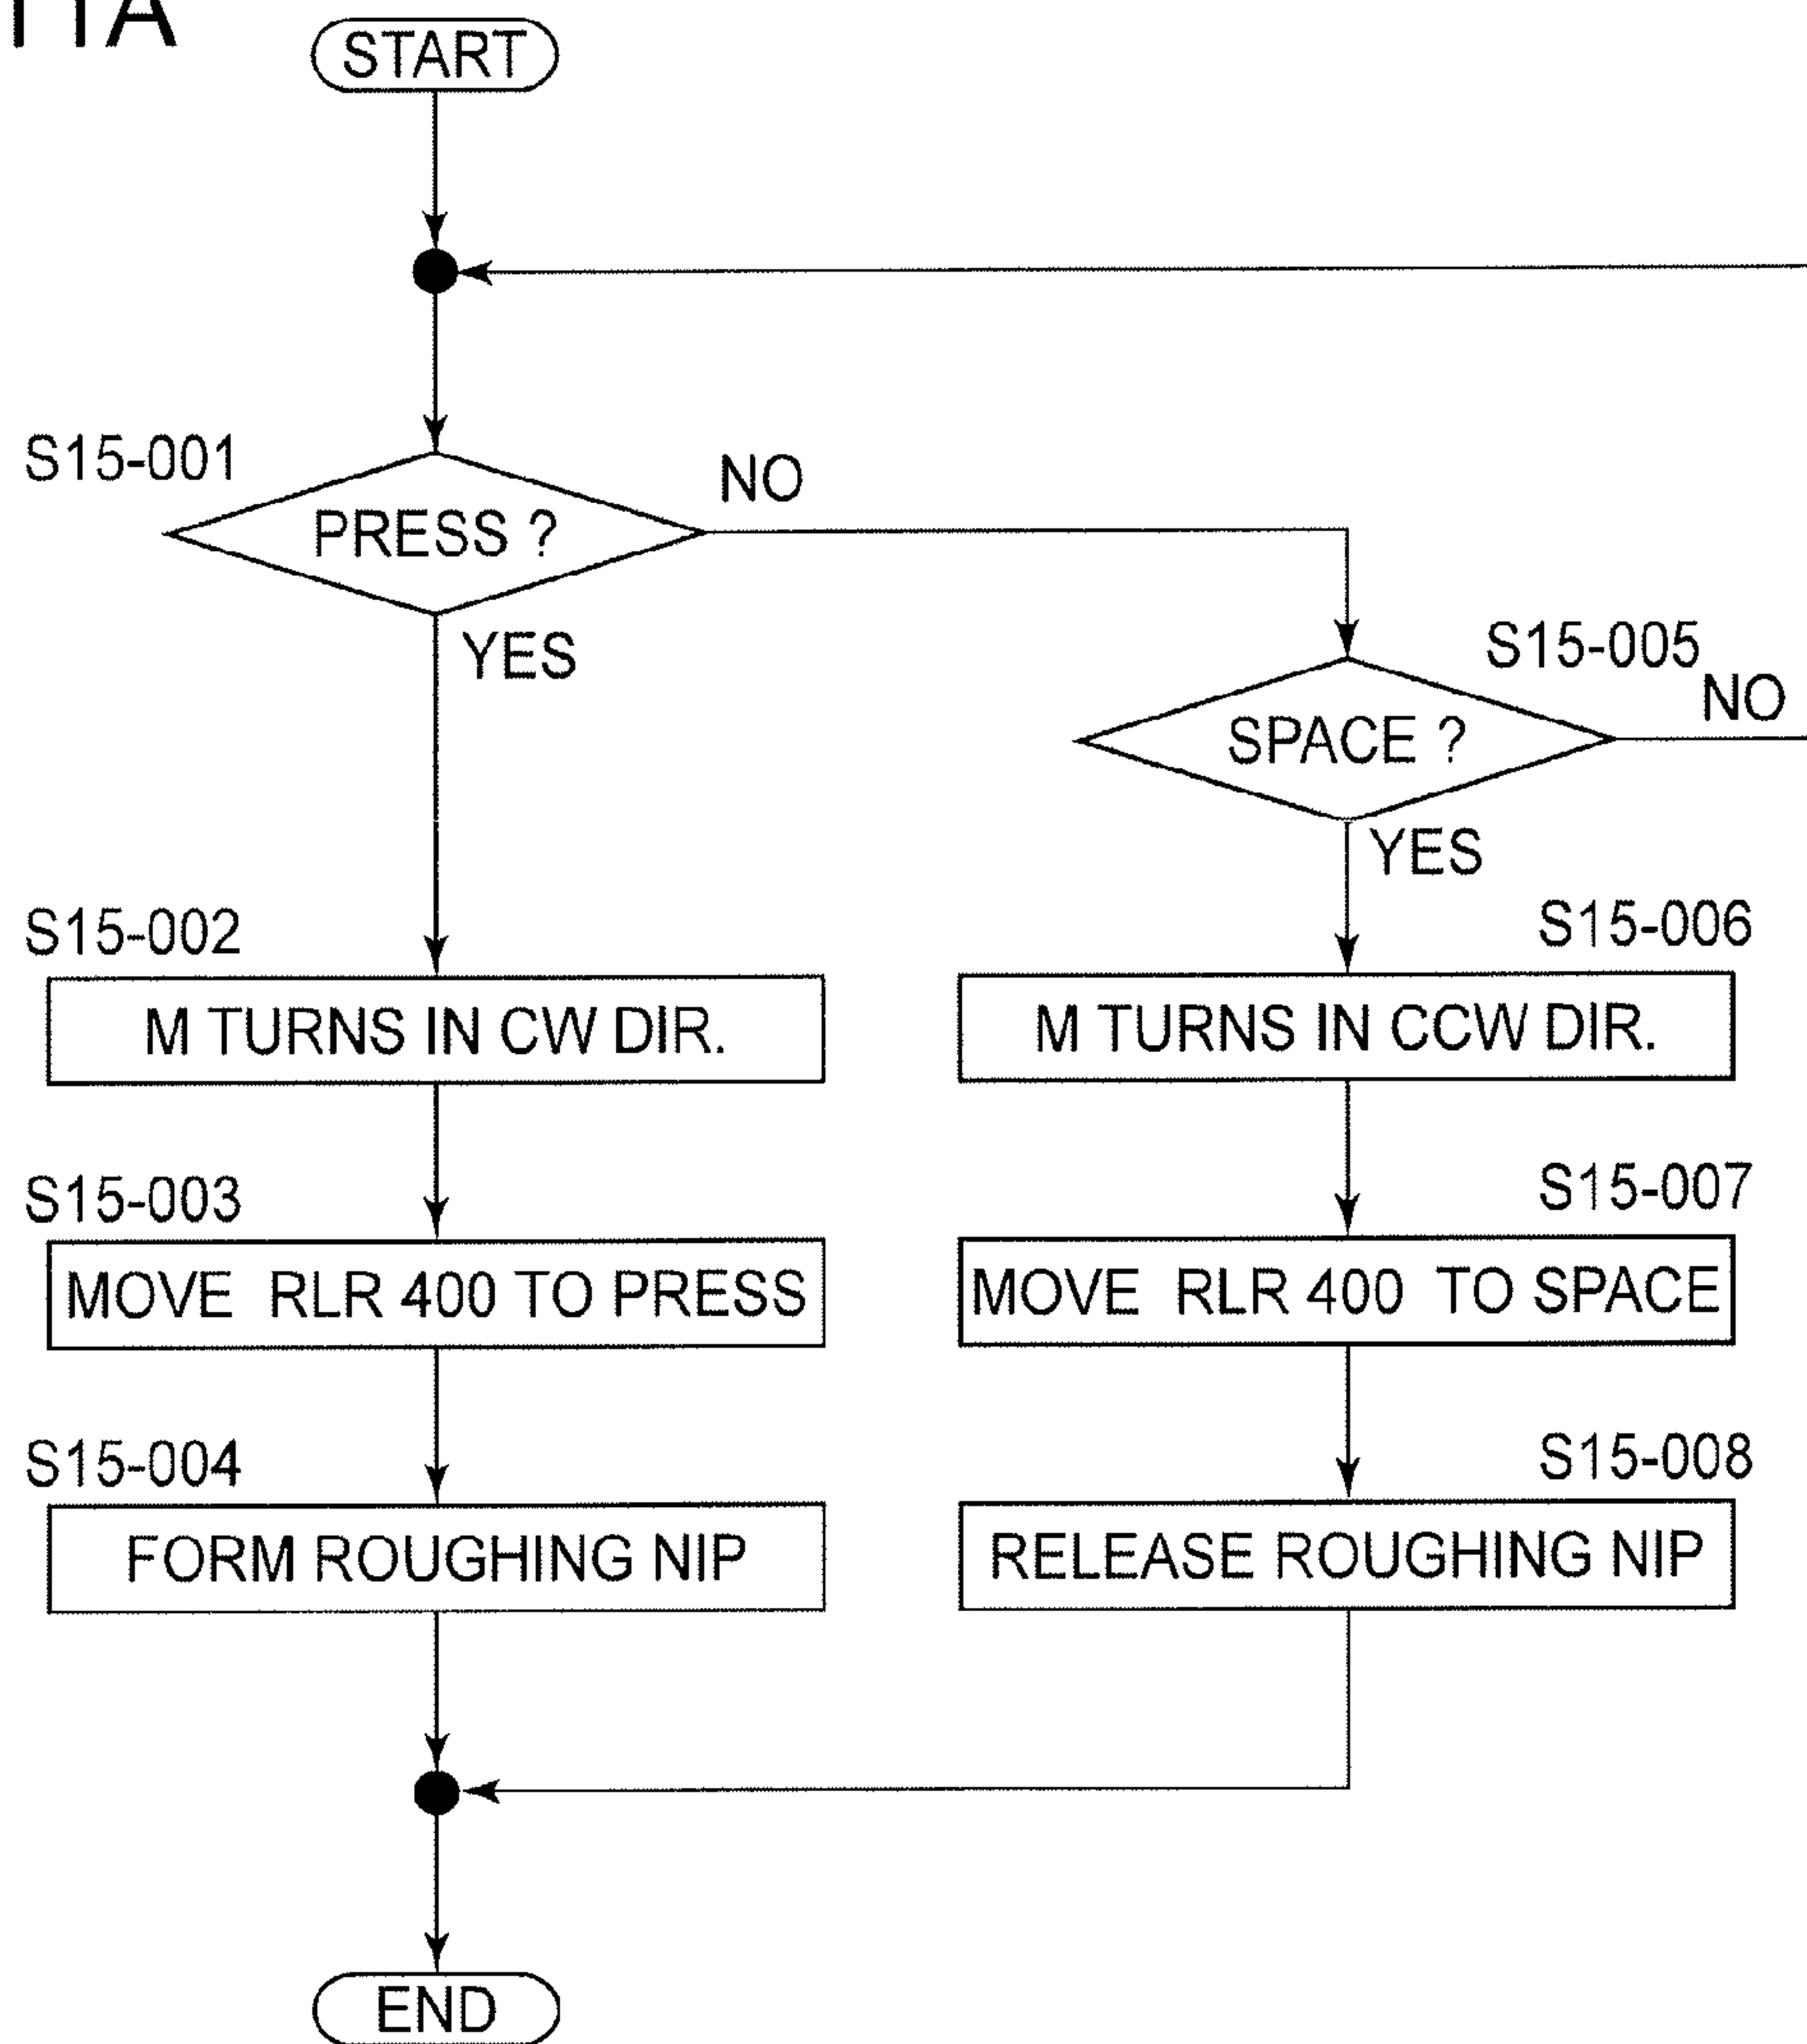 11A
START
S15-001
PRESS ?
NO
YES
S15-005
SPACE ?
NO
YES
S15-002
M TURNS IN CW DIR.
S15-006
M TURNS IN CCW DIR.
S15-003
MOVE RLR 400 TO PRESS
S15-007
MOVE RLR 400 TO SPACE
S15-004
FORM ROUGHING NIP
S15-008
RELEASE ROUGHING NIP
END